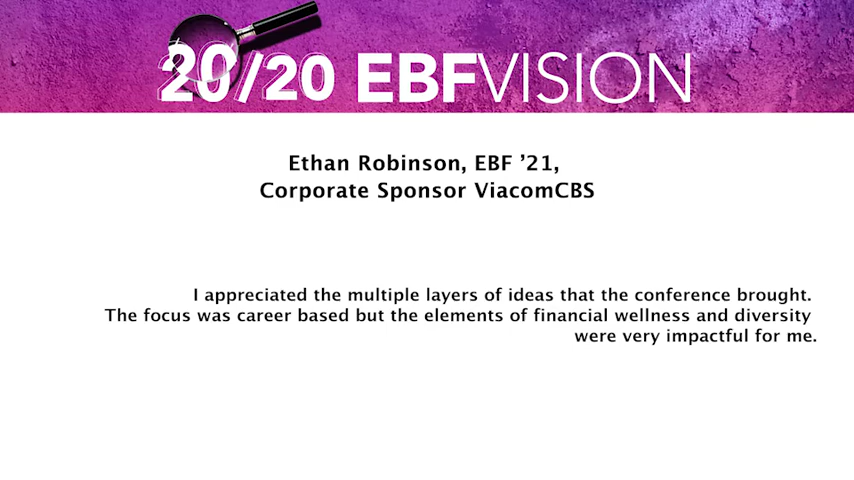 20/20 EBFVISION
Ethan Robinson, EBF ’21,
Corporate Sponsor ViacomCBS
I appreciated the multiple layers of ideas that the conference brought.
The focus was career based but the elements of financial wellness and diversity
were very impactful for me.